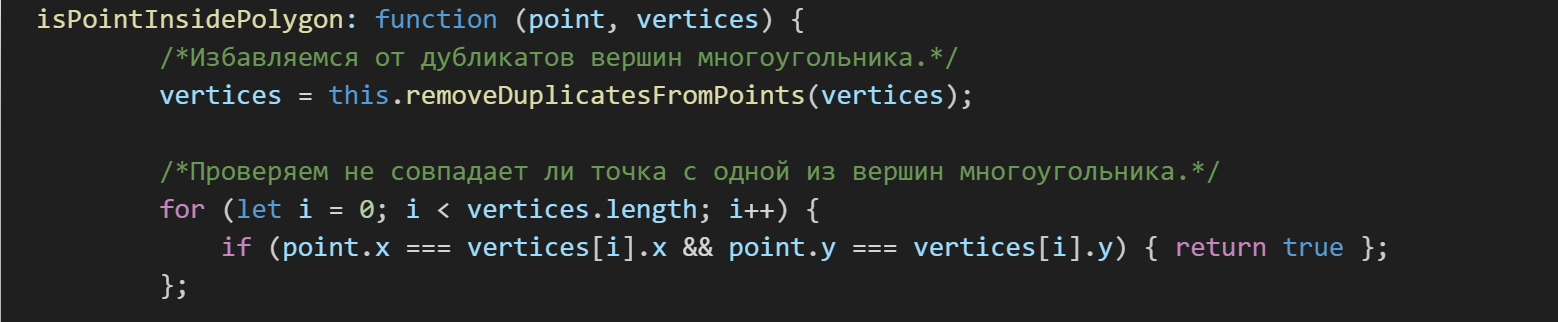 isPointInsidePolygon: function (point, vertices) {
/*Избавляемся от дубликатов вершин многоугольника.*/
vertices = this.removeDuplicatesFromPoints(vertices);
/*Проверяем не совпадает ли точка с одной из вершин многоугольника.*/
for (let i = 0; i < vertices.length; i++) {
if (point.x === vertices[i].x && point.y === vertices[i].y) { return true };
};